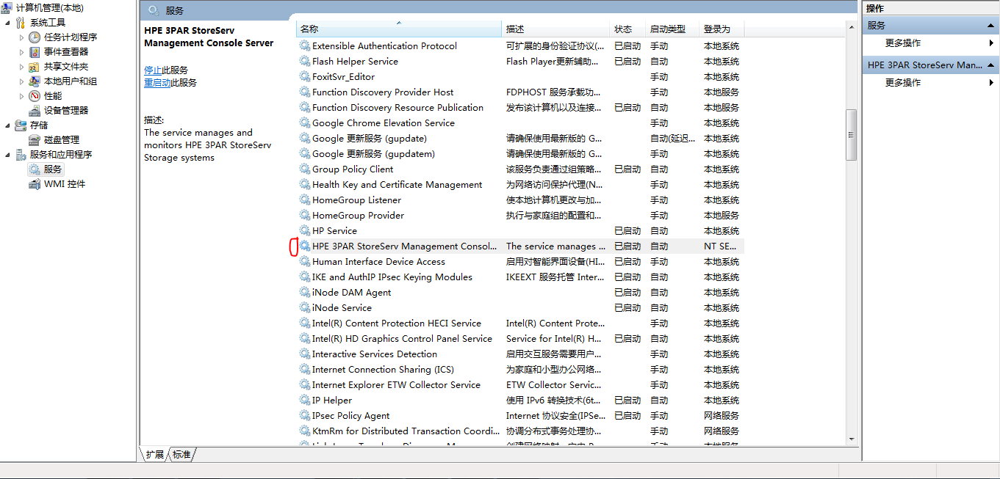 计算机管理(本地)
系统工具
任务计划程序
事件查看器
共享文件夹
本地用户和组
性能
设备管理器
存储
磁盘管理
服务和应用程序
服务
WMI 控件
服务
HPE 3PAR StoreServ
Management Console Server
停止此服务
重启动此服务
描述:
The service manages and
monitors HPE 3PAR StoreServ
Storage systems
名称 描述 状态 启动类型 登录为
Extensible Authentication Protocol 可扩展的身份验证协议(... 已启动 手动 本地系统
Flash Helper Service Flash Player更新辅助... 已启动 自动 本地系统
FoxitSvr_Editor 手动 本地系统
Function Discovery Provider Host FDPHOST 服务承载功... 手动 本地服务
Function Discovery Resource Publication 发布该计算机以及连接... 已启动 自动 本地服务
Google Chrome Elevation Service 手动 本地系统
Google 更新服务 (gupdate) 请确保使用最新版的 G... 自动(延迟... 本地系统
Google 更新服务 (gupdatem) 请确保使用最新版的 G... 手动 本地系统
Group Policy Client 该服务负责通过组策略... 已启动 自动 本地系统
Health Key and Certificate Management 为网络访问保护代理(N... 手动 本地系统
HomeGroup Listener 使本地计算机更改与加... 手动 本地系统
HomeGroup Provider 执行与家庭组的配置和... 手动 本地服务
HP Service 已启动 自动 本地系统
HPE 3PAR StoreServ Management Consol... The service manages ... 已启动 自动 NT SE...
Human Interface Device Access 启用对智能界面设备(HI... 已启动 手动 本地系统
IKE and AuthIP IPsec Keying Modules IKEEXT 服务托管 Inter... 已启动 自动 本地系统
iNode DAM Agent 已启动 自动 本地系统
iNode Service 已启动 自动 本地系统
Intel(R) Content Protection HECI Service Intel(R) Content Prote... 手动 本地系统
Intel(R) HD Graphics Control Panel Service Service for Intel(R) H... 已启动 自动 本地系统
Interactive Services Detection 启用交互服务需要用户... 手动 本地系统
Internet Connection Sharing (ICS) 为家庭和小型办公网络... 手动 本地系统
Internet Explorer ETW Collector Service ETW Collector Servic... 手动 本地系统
IP Helper 使用 IPv6 转换技术(6t... 已启动 自动 本地系统
IPsec Policy Agent Internet 协议安全(IPSe... 已启动 手动 网络服务
KtmRm for Distributed Transaction Coordi... 协调分布式事务处理协... 手动 网络服务
扩展 标准
操作
服务
更多操作
HPE 3PAR StoreServ Man...
更多操作